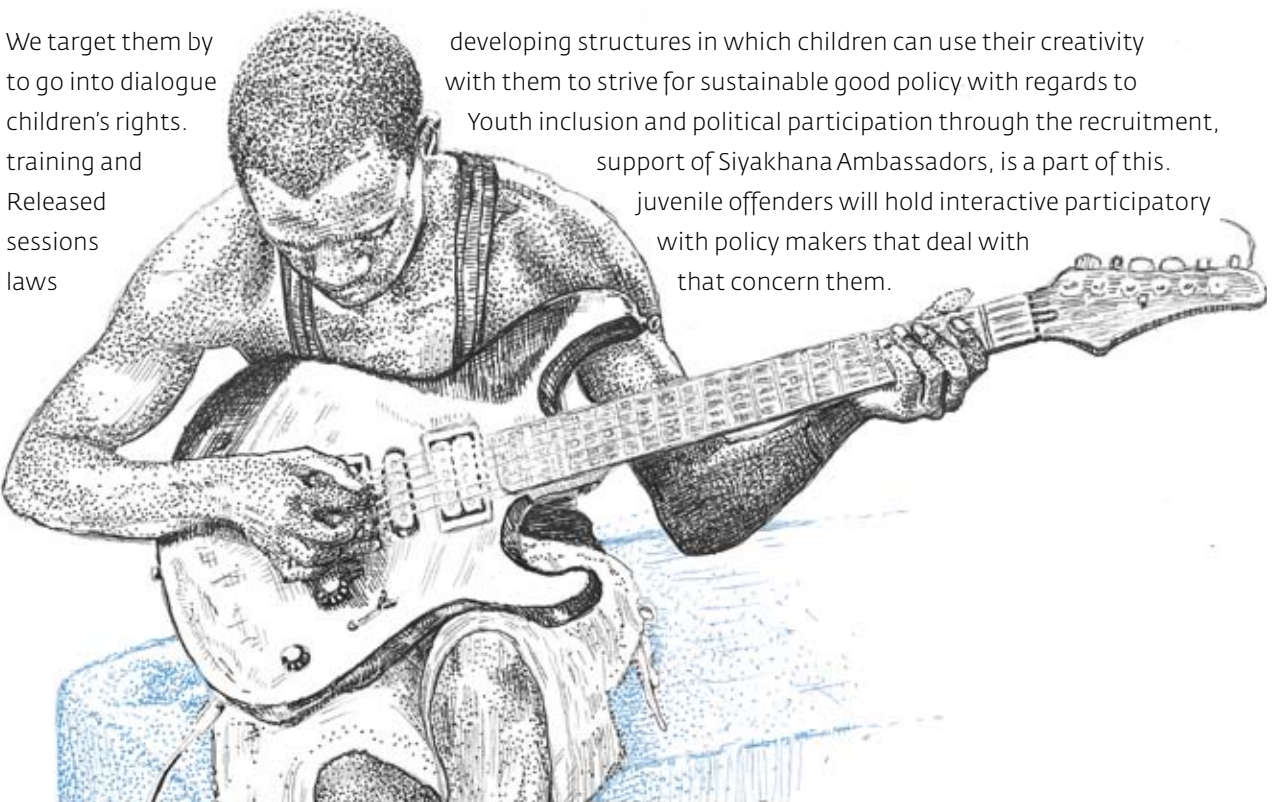 We target them by developing structures in which children can use their creativity
to go into dialogue with them to strive for sustainable good policy with regards to
children's rights. Youth inclusion and political participation through the recruitment,
training and support of Siyakhana Ambassadors, is a part of this.
Released juvenile offenders will hold interactive participatory
sessions with policy makers that deal with
laws that concern them.